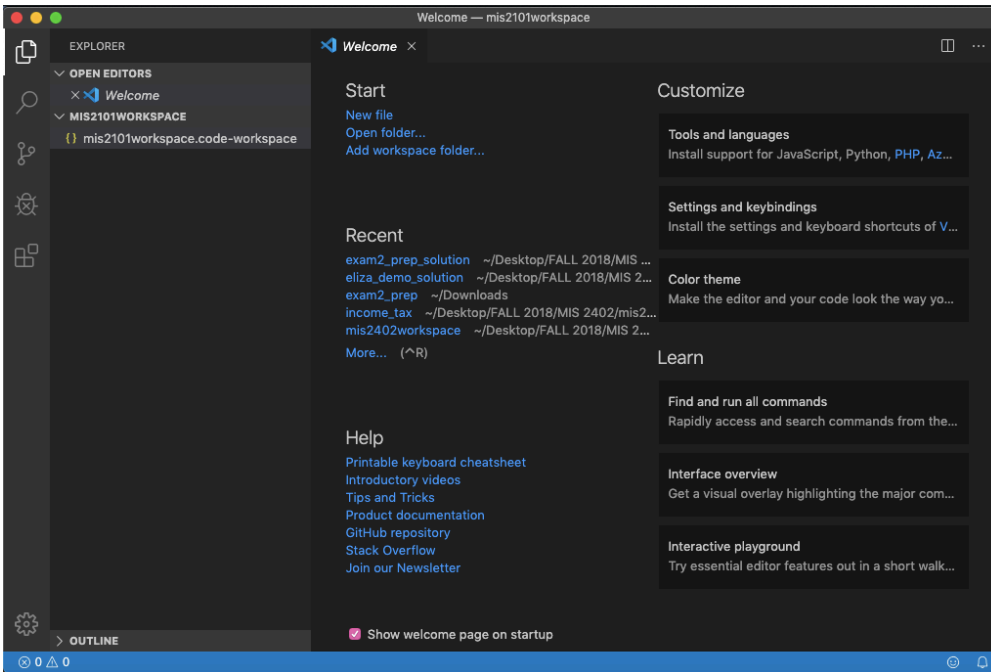 Welcome — mis2101workspace
EXPLORER
OPEN EDITORS
Welcome
MIS2101WORKSPACE
{} mis2101workspace.code-workspace
OUTLINE
Welcome
Start
New file
Open folder...
Add workspace folder...
Recent
exam2_prep_solution ~/Desktop/FALL 2018/MIS ...
eliza_demo_solution ~/Desktop/FALL 2018/MIS 2...
exam2_prep ~/Downloads
income_tax ~/Desktop/FALL 2018/MIS 2402/mis2...
mis2402workspace ~/Desktop/FALL 2018/MIS 2...
More... (^R)
Help
Printable keyboard cheatsheet
Introductory videos
Tips and Tricks
Product documentation
GitHub repository
Stack Overflow
Join our Newsletter
Show welcome page on startup
Customize
Tools and languages
Install support for JavaScript, Python, PHP, Az...
Settings and keybindings
Install the settings and keyboard shortcuts of V...
Color theme
Make the editor and your code look the way yo...
Learn
Find and run all commands
Rapidly access and search commands from the...
Interface overview
Get a visual overlay highlighting the major com...
Interactive playground
Try essential editor features out in a short walk...
0 0